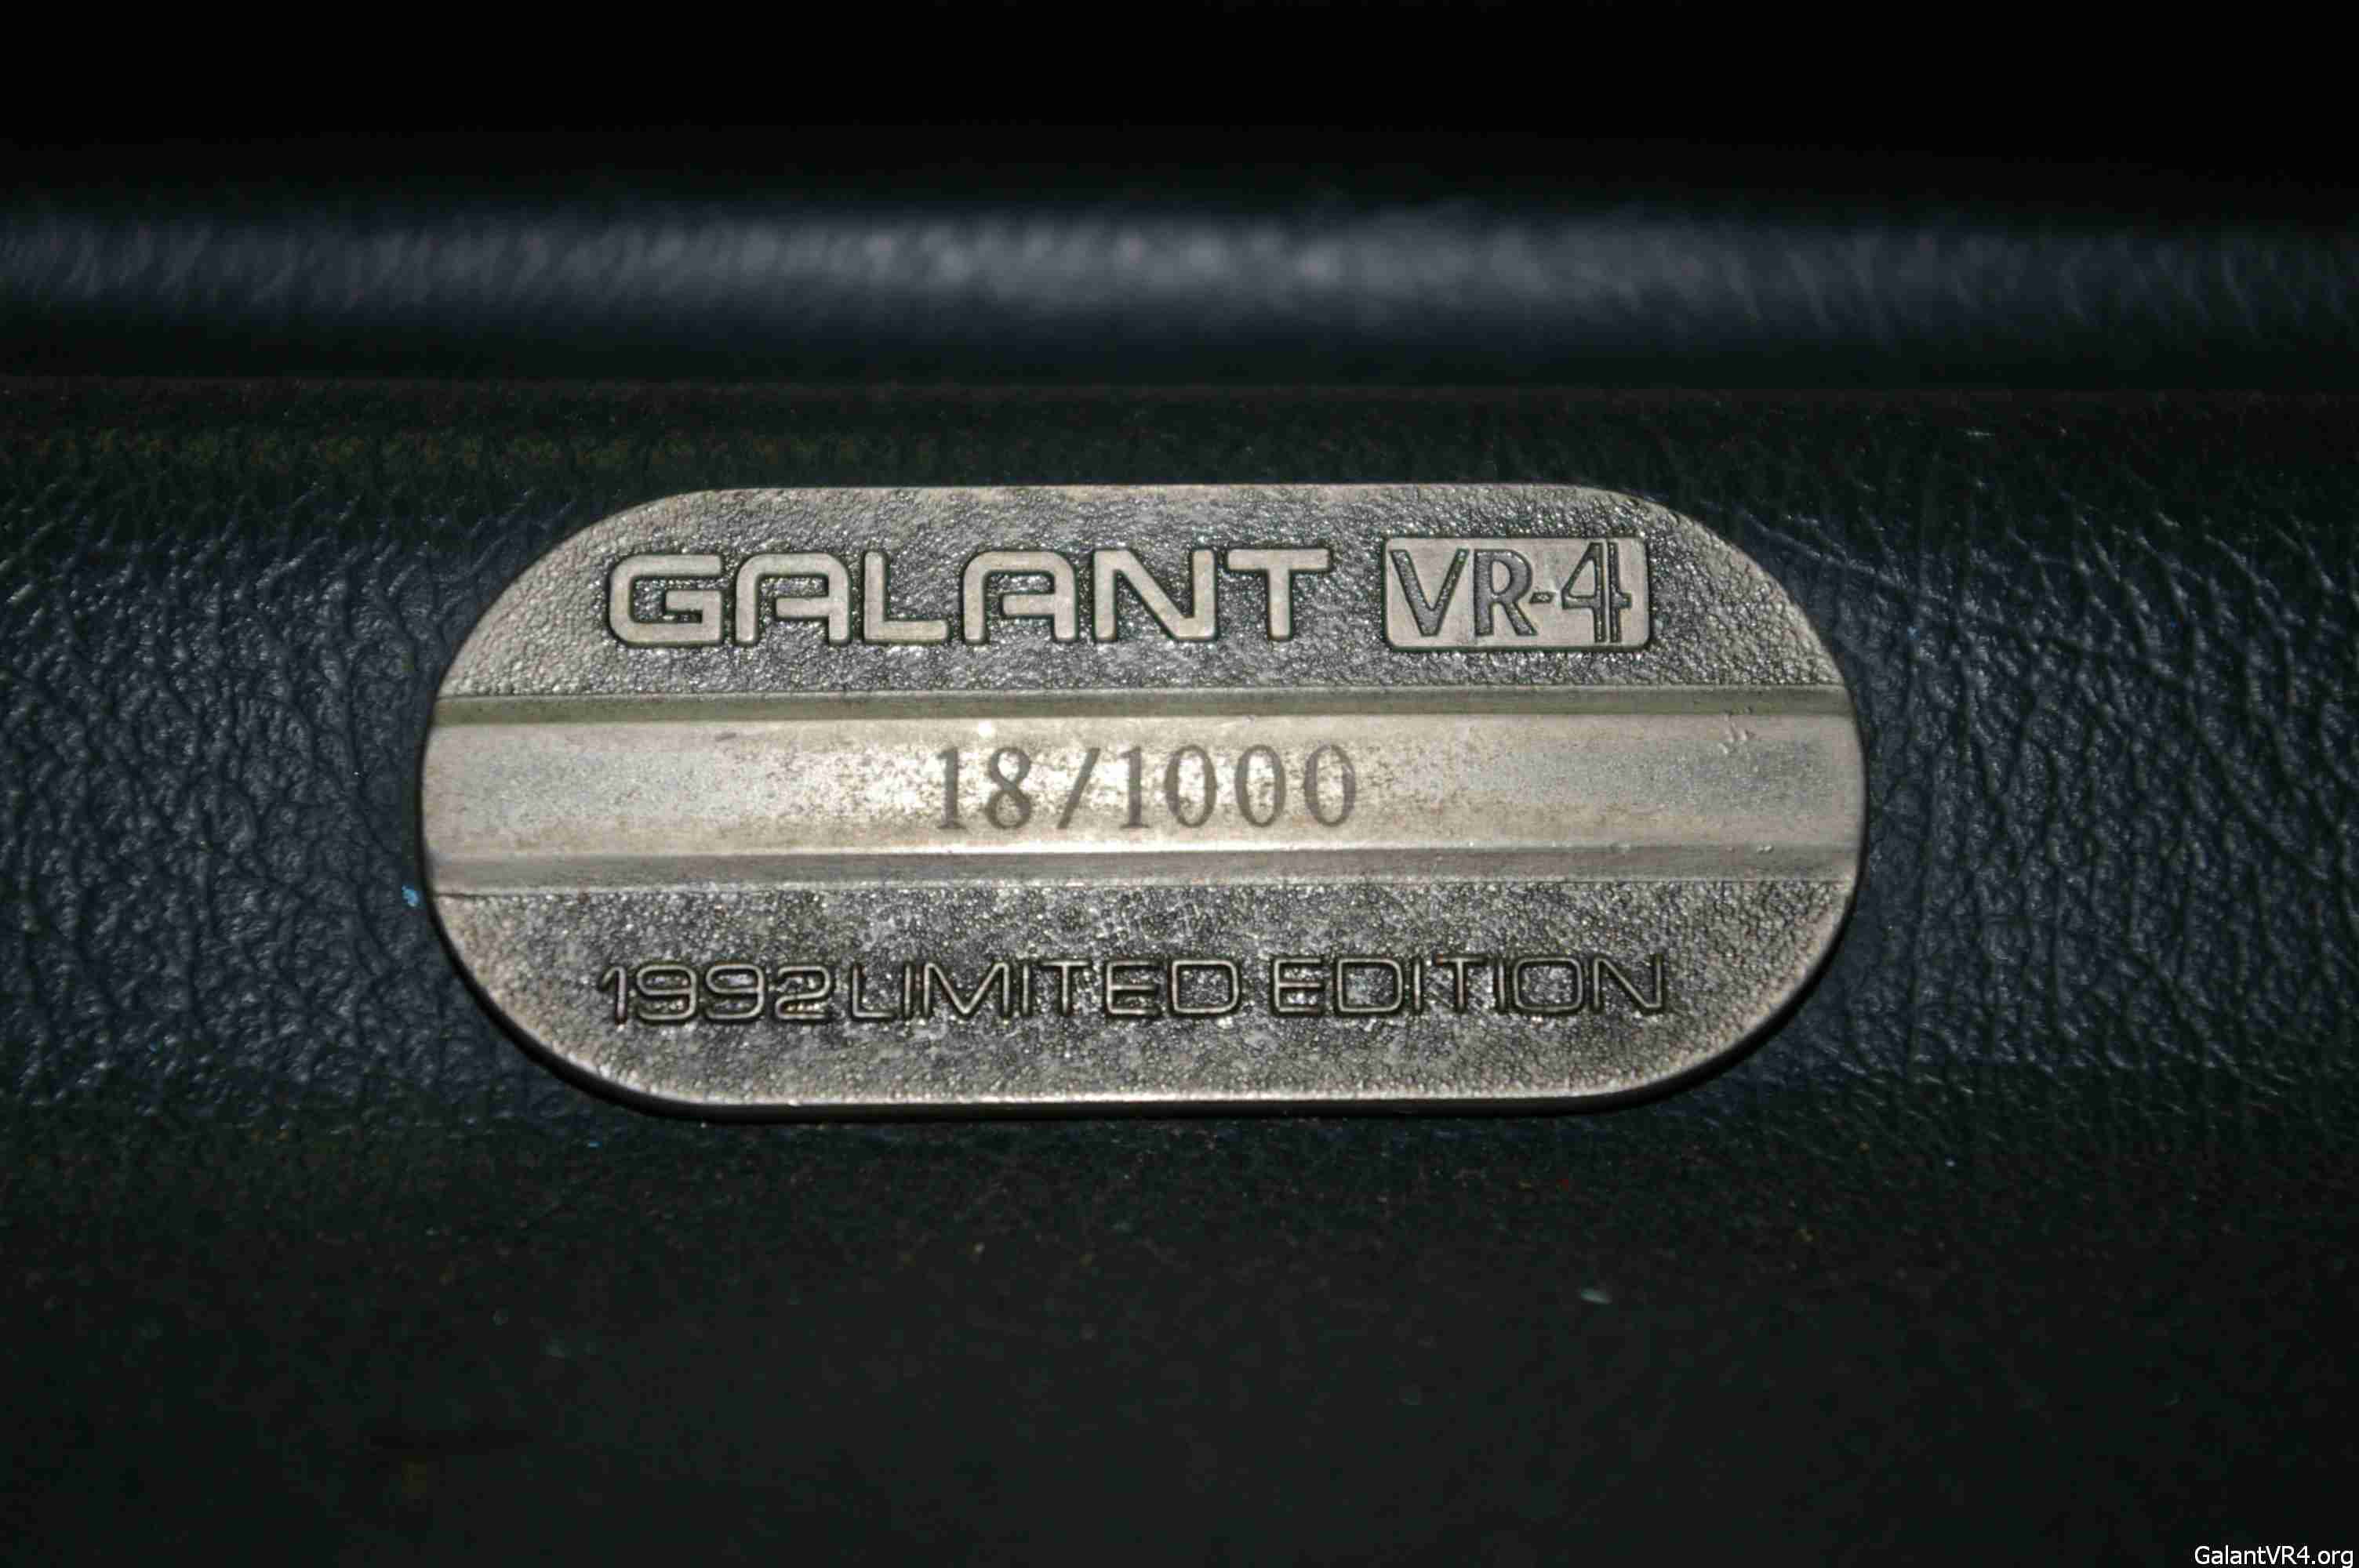 GALANT VR-4
18/1000
1992 LIMITED EDITION
GalantVR4.org